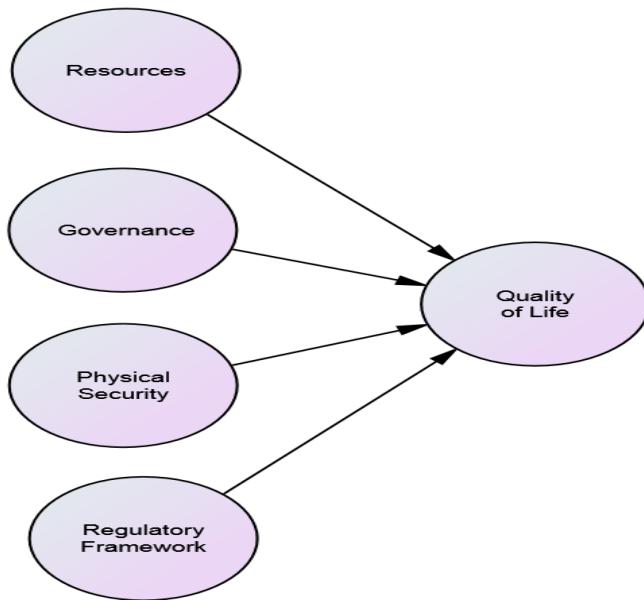 Resources
Governance
Quality
of Life
Physical
Security
Regulatory
Framework